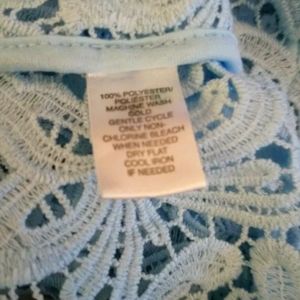 100% POLYESTER/
POLIÉSTER
MACHINE WASH
COLD
GENTLE CYCLE
ONLY NON-
CHLORINE BLEACH
WHEN NEEDED
DRY FLAT
COOL IRON
IF NEEDED